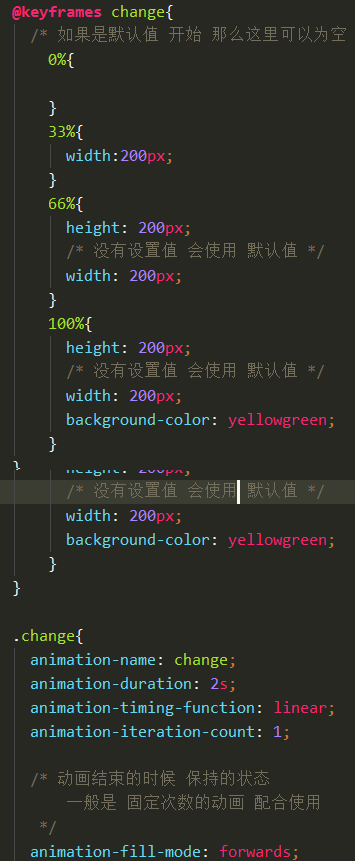 @keyframes change{
/* 如果是默认值 开始 那么这里可以为空
0%{
}
33%{
width:200px;
}
66%{
height: 200px;
/* 没有设置值 会使用 默认值 */
width: 200px;
}
100%{
height: 200px;
/* 没有设置值 会使用 默认值 */
width: 200px;
background-color: yellowgreen;
}
}
height: 200px;
/* 没有设置值 会使用 默认值 */
width: 200px;
background-color: yellowgreen;
}
}
.change{
animation-name: change;
animation-duration: 2s;
animation-timing-function: linear;
animation-iteration-count: 1;
/* 动画结束的时候 保持的状态
一般是 固定次数的动画 配合使用
*/
animation-fill-mode: forwards;